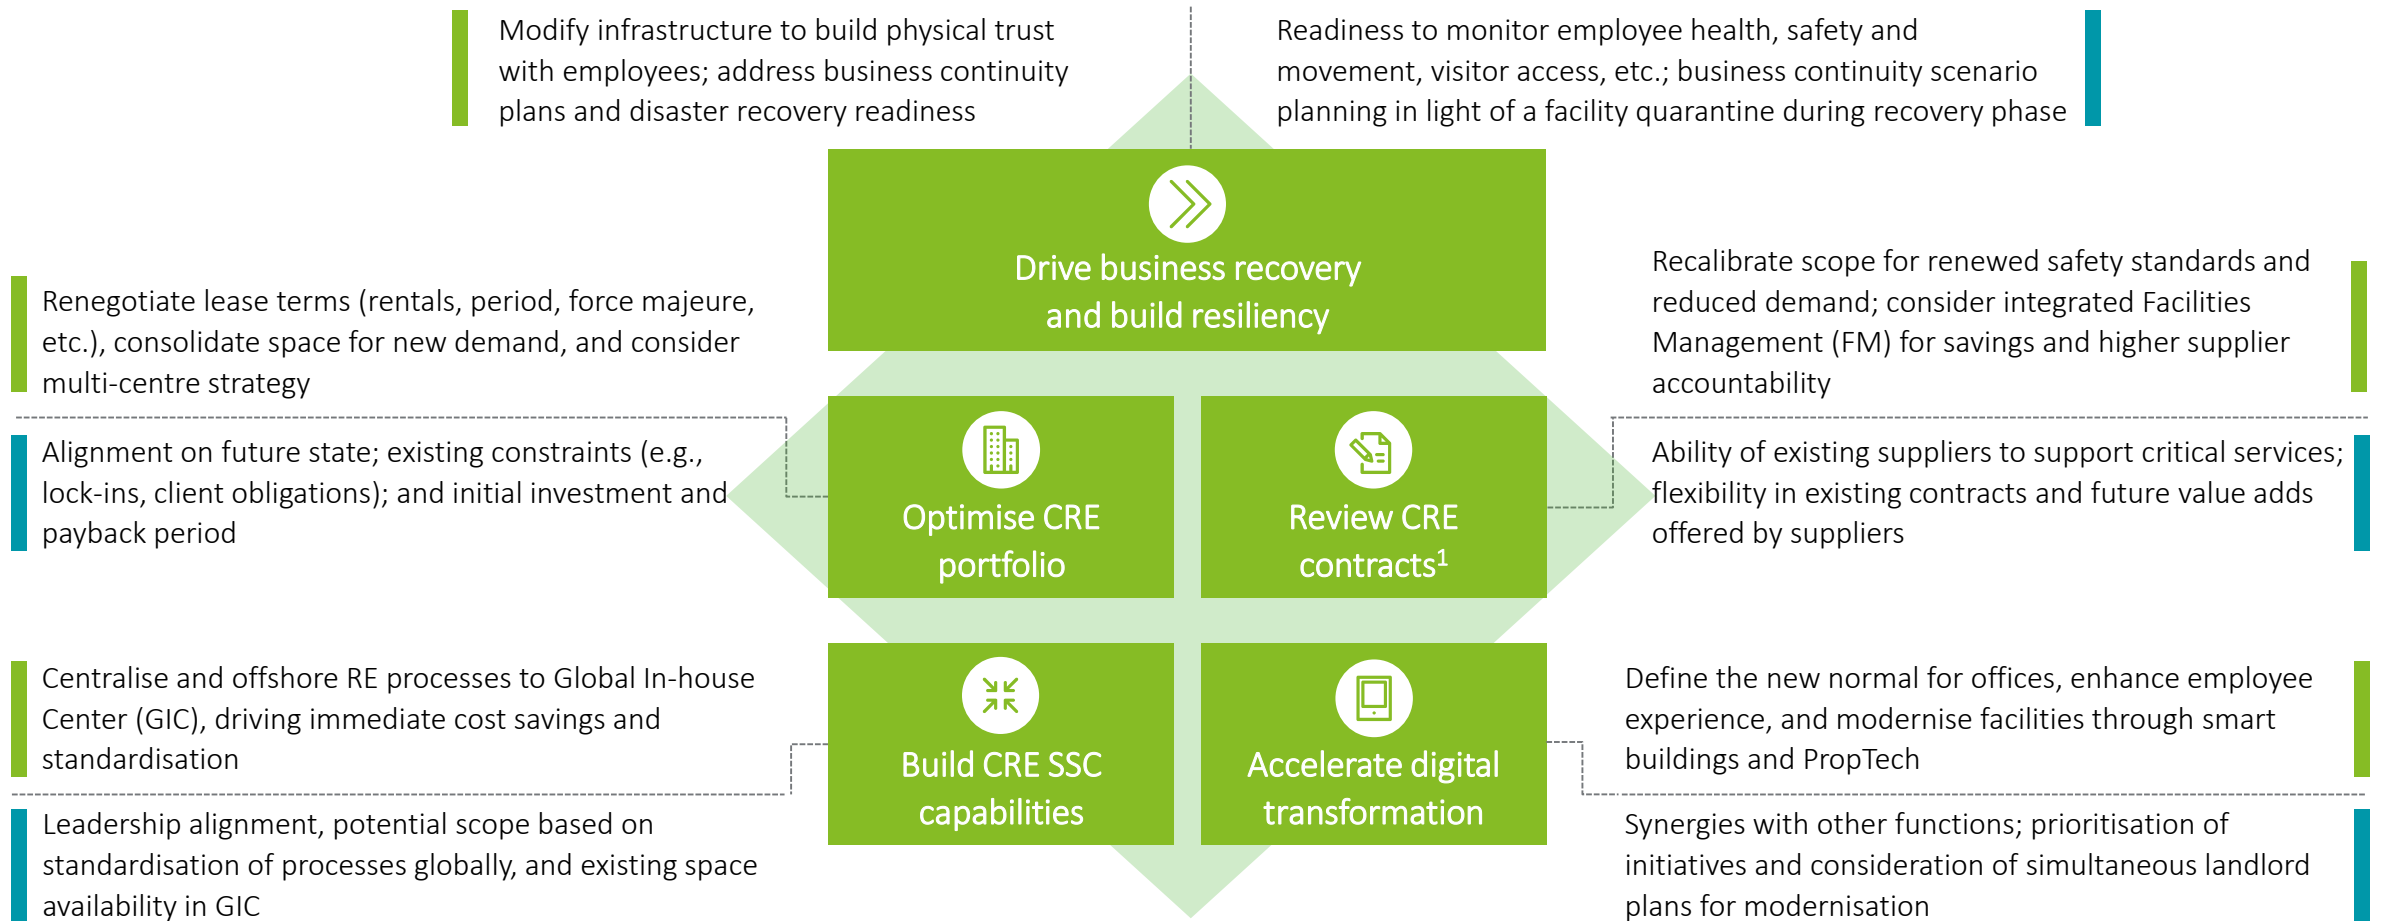 Modify infrastructure to build physical trust
with employees; address business continuity
plans and disaster recovery readiness
Readiness to monitor employee health, safety and
movement, visitor access, etc.; business continuity scenario
planning in light of a facility quarantine during recovery phase
Drive business recovery
and build resiliency
Renegotiate lease terms (rentals, period, force majeure,
etc.), consolidate space for new demand, and consider
multi-centre strategy
Alignment on future state; existing constraints (e.g.,
lock-ins, client obligations); and initial investment and
payback period
Optimise CRE
portfolio
Review CRE
contracts¹
Recalibrate scope for renewed safety standards and
reduced demand; consider integrated Facilities
Management (FM) for savings and higher supplier
accountability
Ability of existing suppliers to support critical services;
flexibility in existing contracts and future value adds
offered by suppliers
Centralise and offshore RE processes to Global In-house
Center (GIC), driving immediate cost savings and
standardisation
Leadership alignment, potential scope based on
standardisation of processes globally, and existing space
availability in GIC
Build CRE SSC
capabilities
Accelerate digital
transformation
Define the new normal for offices, enhance employee
experience, and modernise facilities through smart
buildings and PropTech
Synergies with other functions; prioritisation of
initiatives and consideration of simultaneous landlord
plans for modernisation